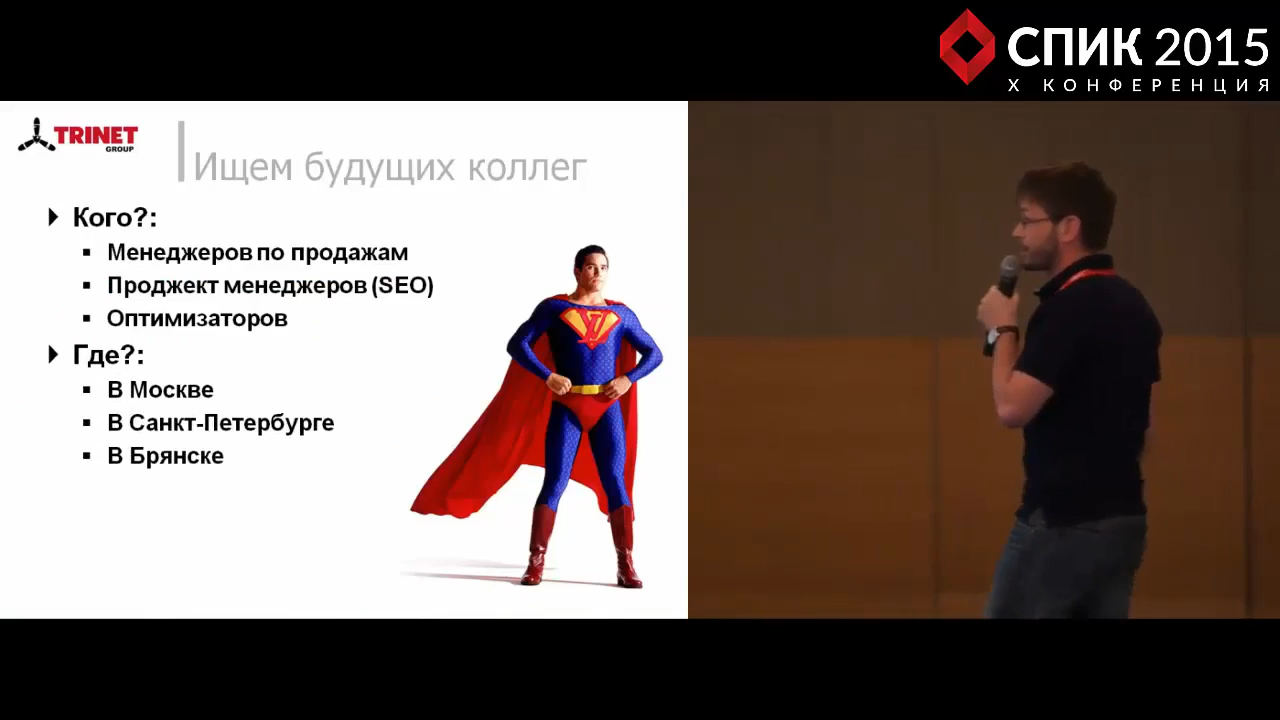 СПИК 2015
X КОНФЕРЕНЦИЯ
TRINET
GROUP
Ищем будущих коллег
Кого?:
Менеджеров по продажам
Проджект менеджеров (SEO)
Оптимизаторов
Где?:
В Москве
В Санкт-Петербурге
В Брянске